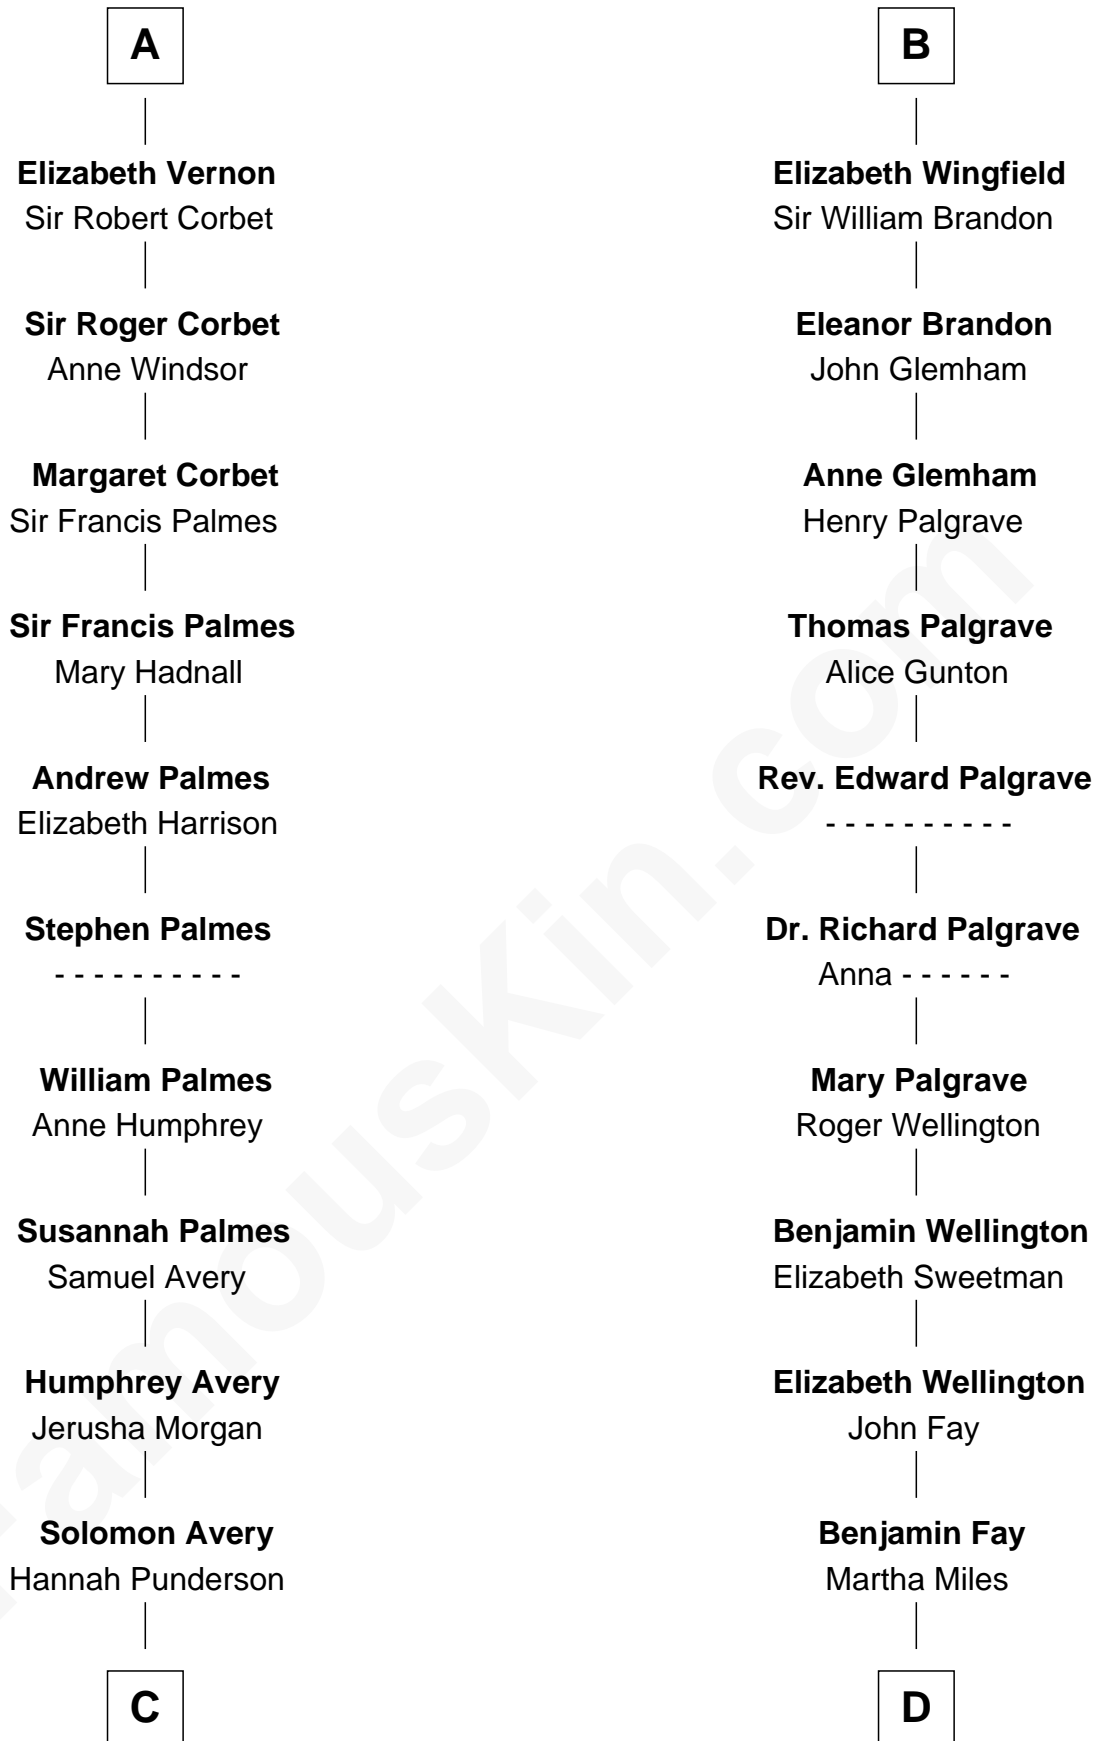 A
Elizabeth Vernon
Sir Robert Corbet
Sir Roger Corbet
Anne Windsor
Margaret Corbet
Sir Francis Palmes
Sir Francis Palmes
Mary Hadnall
Andrew Palmes
Elizabeth Harrison
Stephen Palmes
- - - - - - - - - -
William Palmes
Anne Humphrey
Susannah Palmes
Samuel Avery
Humphrey Avery
Jerusha Morgan
Solomon Avery
Hannah Punderson
C
B
Elizabeth Wingfield
Sir William Brandon
Eleanor Brandon
John Glemham
Anne Glemham
Henry Palgrave
Thomas Palgrave
Alice Gunton
Rev. Edward Palgrave
- - - - - - - - - -
Dr. Richard Palgrave
Anna - - - - - -
Mary Palgrave
Roger Wellington
Benjamin Wellington
Elizabeth Sweetman
Elizabeth Wellington
John Fay
Benjamin Fay
Martha Miles
D
FamousKin.com